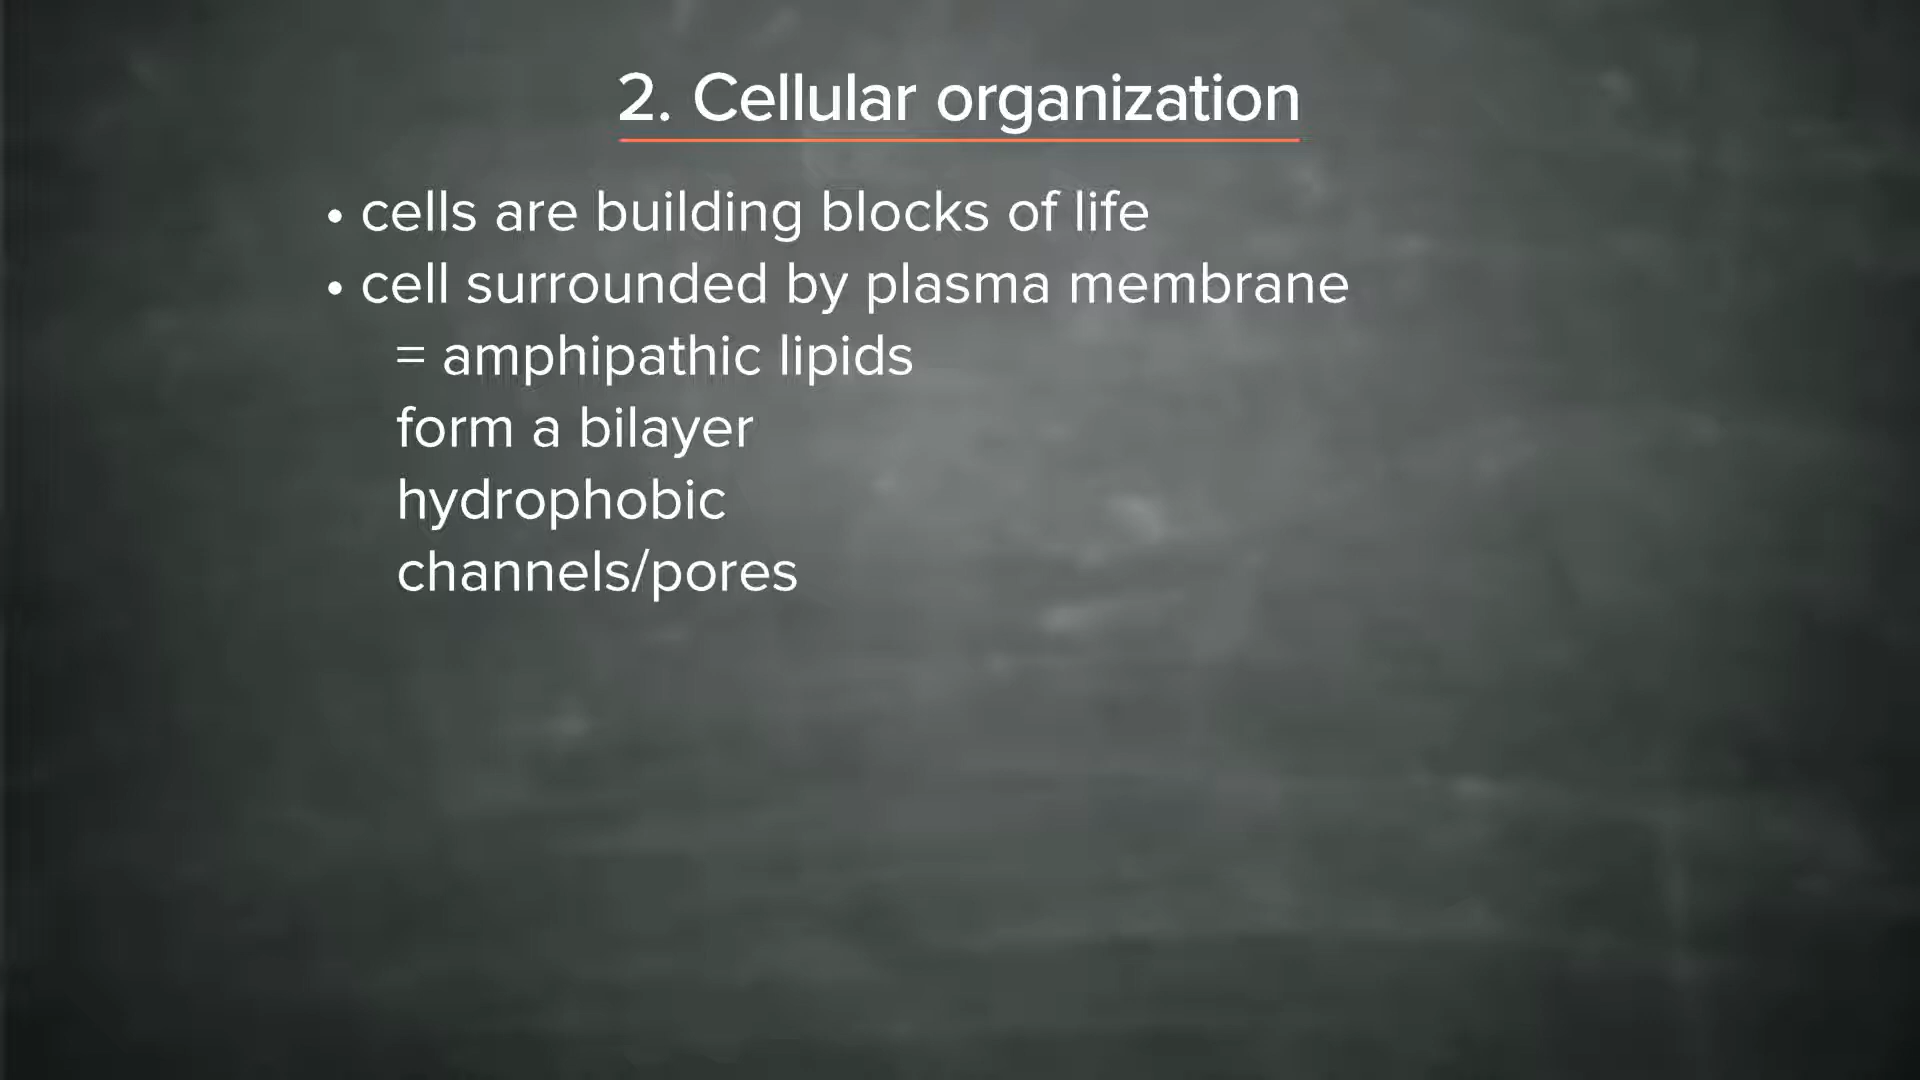 2. Cellular organization
• cells are building blocks of life
• cell surrounded by plasma membrane
= amphipathic lipids
form a bilayer
hydrophobic
channels/pores